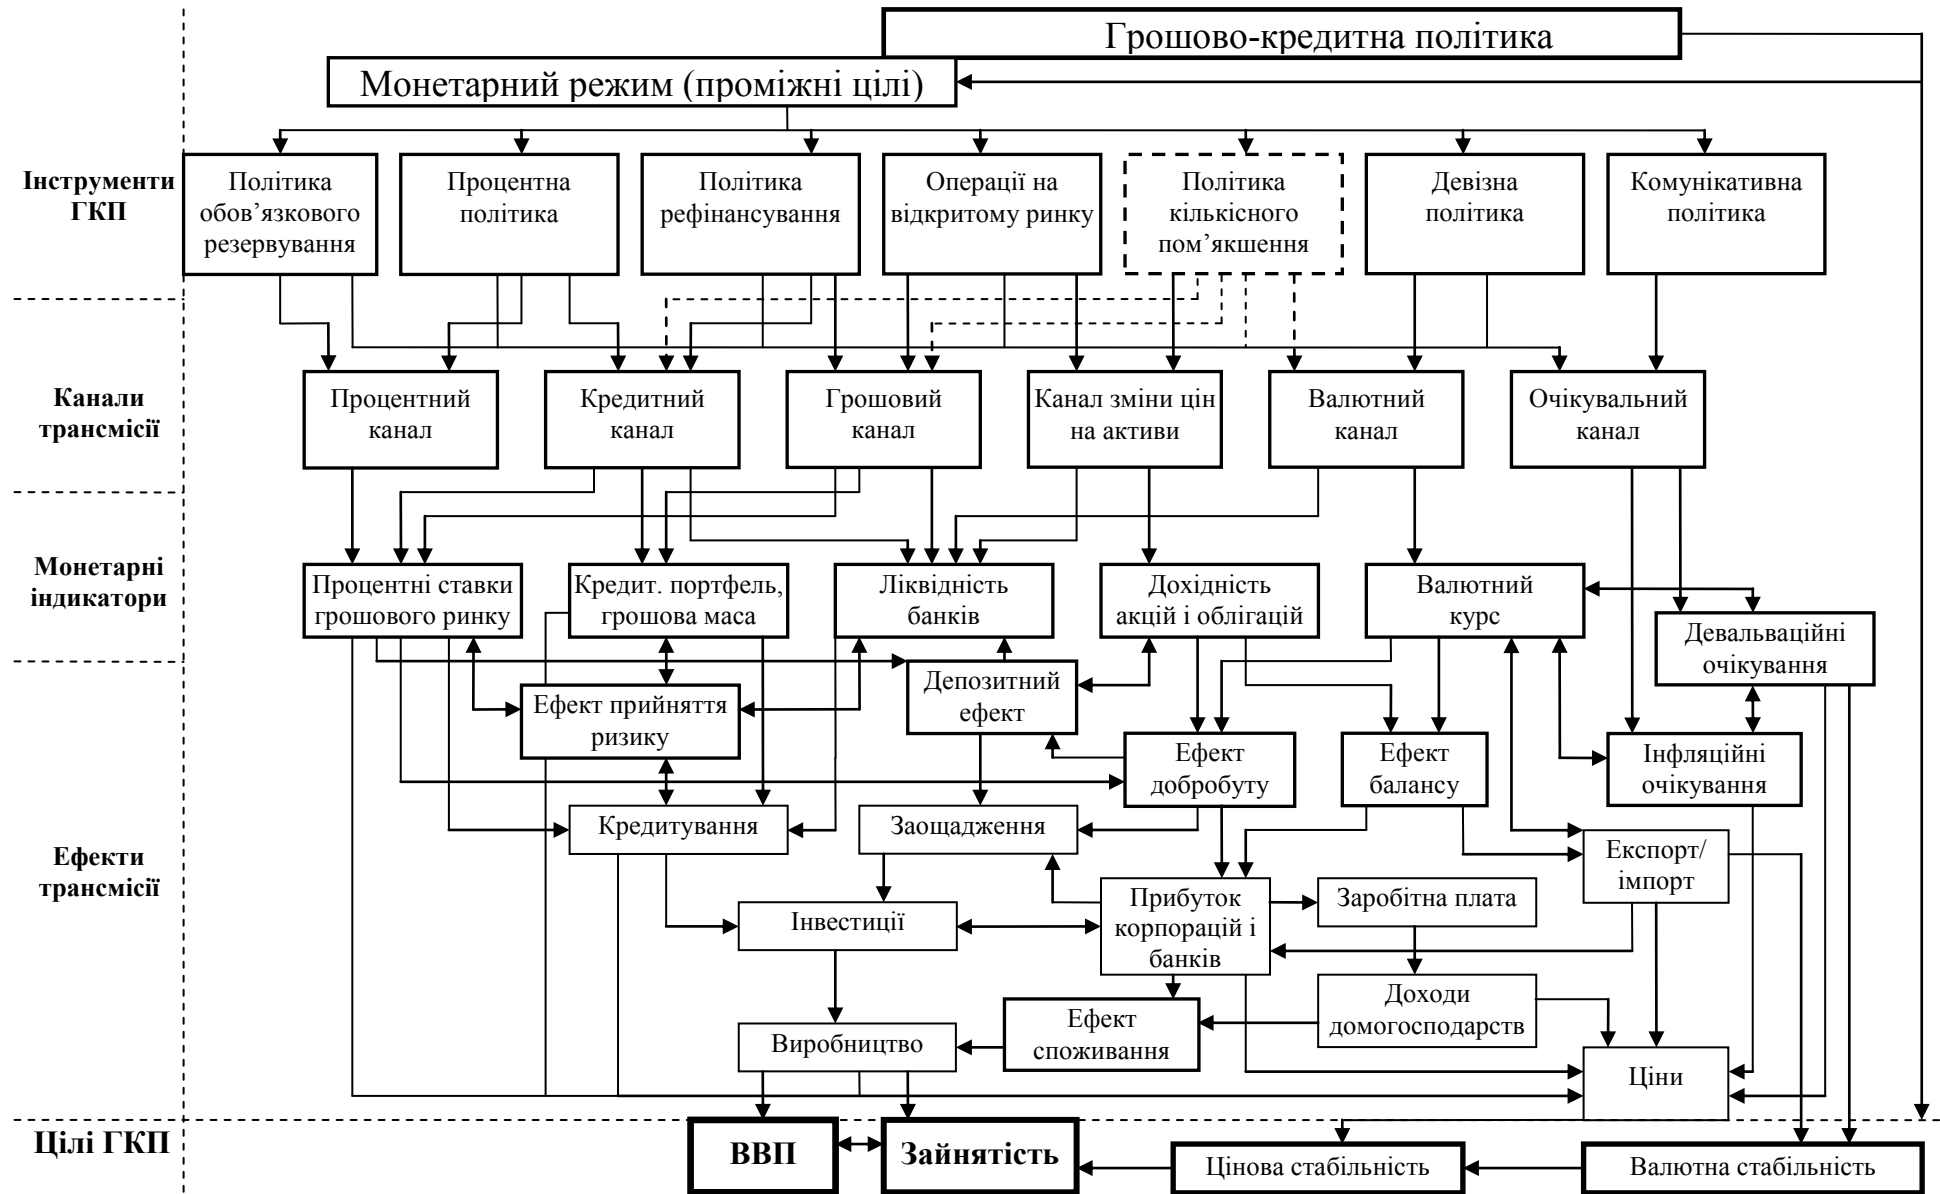 Грошово-кредитна політика
Монетарний режим (проміжні цілі)
Інструменти
ГКП
Політика
обов’язкового
резервування
Процентна
політика
Політика
рефінансування
Операції на
відкритому ринку
Політика
кількісного
пом’якшення
Девізна
політика
Комунікативна
політика
Канали
трансмісії
Процентний
канал
Кредитний
канал
Грошовий
канал
Канал зміни цін
на активи
Валютний
канал
Очікувальний
канал
Монетарні
індикатори
Процентні ставки
грошового ринку
Кредит. портфель,
грошова маса
Ліквідність
банків
Дохідність
акцій і облігацій
Валютний
курс
Девальваційні
очікування
Ефекти
трансмісії
Ефект прийняття
ризику
Депозитний
ефект
Ефект
добробуту
Ефект
балансу
Інфляційні
очікування
Кредитування
Заощадження
Експорт/
імпорт
Інвестиції
Прибуток
корпорацій і
банків
Заробітна плата
Доходи
домогосподарств
Виробництво
Ефект
споживання
Ціни
Цілі ГКП
ВВП
Зайнятість
Цінова стабільність
Валютна стабільність